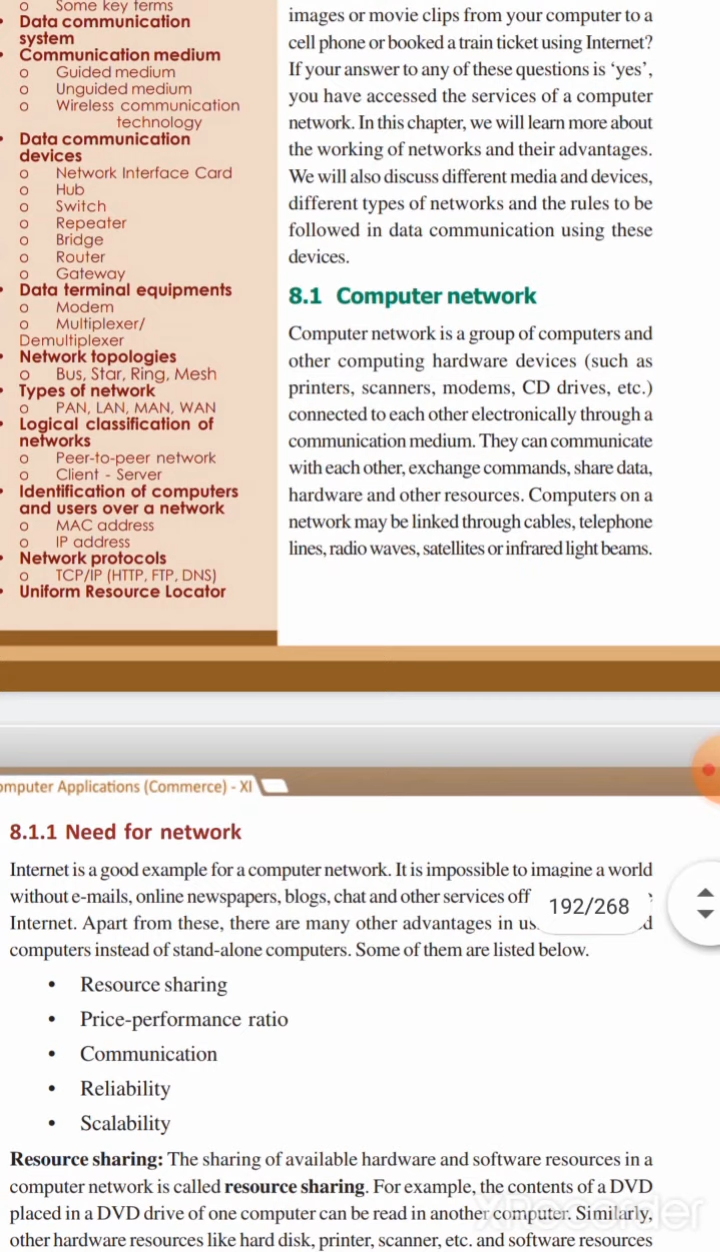 o Some key terms
• Data communication
system
• Communication medium
o Guided medium
o Unguided medium
o Wireless communication
technology
• Data communication
devices
o Network Interface Card
o Hub
o Switch
o Repeater
o Bridge
o Router
o Gateway
• Data terminal equipments
o Modem
o Multiplexer/
Demultiplexer
• Network topologies
o Bus, Star, Ring, Mesh
• Types of network
o PAN, LAN, MAN, WAN
• Logical classification of
networks
o Peer-to-peer network
o Client - Server
• Identification of computers
and users over a network
o MAC address
o IP address
• Network protocols
o TCP/IP (HTTP, FTP, DNS)
• Uniform Resource Locator
images or movie clips from your computer to a
cell phone or booked a train ticket using Internet?
If your answer to any of these questions is ‘yes’,
you have accessed the services of a computer
network. In this chapter, we will learn more about
the working of networks and their advantages.
We will also discuss different media and devices,
different types of networks and the rules to be
followed in data communication using these
devices.
8.1 Computer network
Computer network is a group of computers and
other computing hardware devices (such as
printers, scanners, modems, CD drives, etc.)
connected to each other electronically through a
communication medium. They can communicate
with each other, exchange commands, share data,
hardware and other resources. Computers on a
network may be linked through cables, telephone
lines, radio waves, satellites or infrared light beams.
omputer Applications (Commerce) - XI
8.1.1 Need for network
Internet is a good example for a computer network. It is impossible to imagine a world
without e-mails, online newspapers, blogs, chat and other services off
192/268
Internet. Apart from these, there are many other advantages in us
computers instead of stand-alone computers. Some of them are listed below.
• Resource sharing
• Price-performance ratio
• Communication
• Reliability
• Scalability
Resource sharing: The sharing of available hardware and software resources in a
computer network is called resource sharing. For example, the contents of a DVD
placed in a DVD drive of one computer can be read in another computer. Similarly,
other hardware resources like hard disk, printer, scanner, etc. and software resources
XRecorder